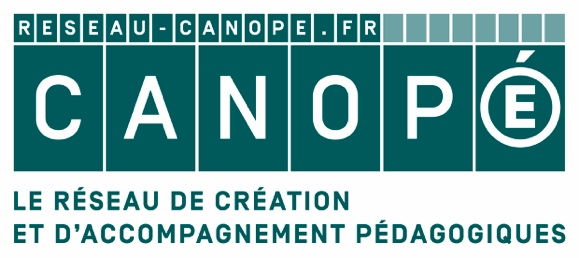 RESEAU-CANOPE.FR
CANOPÉ
LE RÉSEAU DE CRÉATION
ET D'ACCOMPAGNEMENT PÉDAGOGIQUES